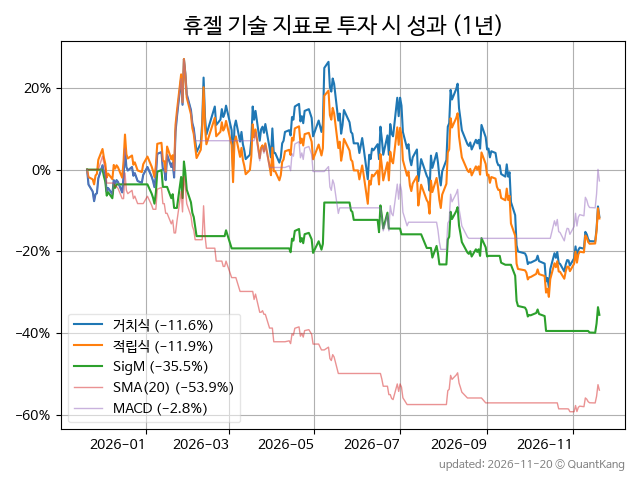 휴젤 기술 지표로 투자 시 성과 (1년)
20%
0%
−20%
−40%
−60%
거치식 (−11.6%)
적립식 (−11.9%)
SigM (−35.5%)
SMA(20) (−53.9%)
MACD (−2.8%)
2026-01 2026-03 2026-05 2026-07 2026-09 2026-11
updated: 2026-11-20 © QuantKang